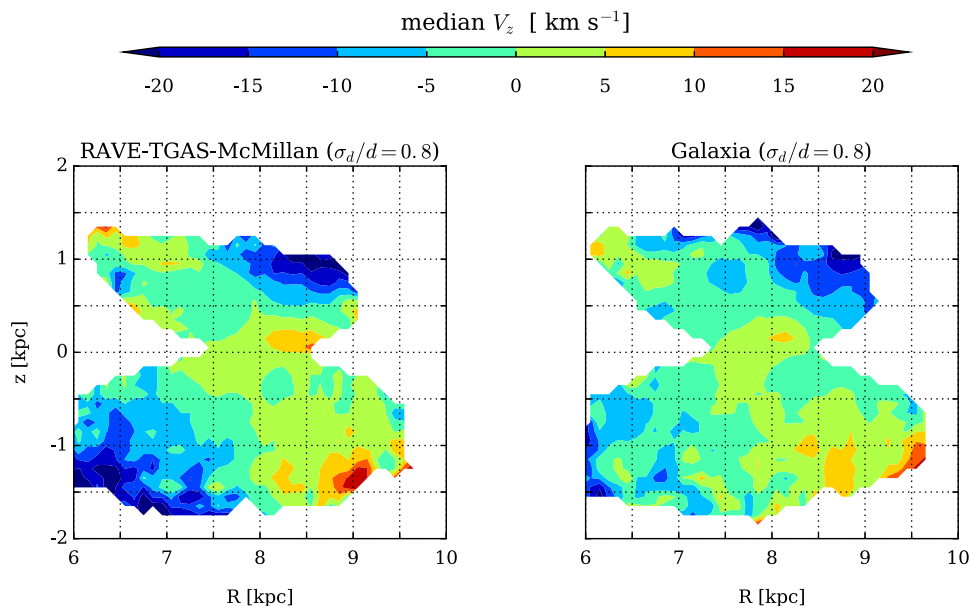 median V_z [ km s⁻¹]
-20 -15 -10 -5 0 5 10 15 20
RAVE-TGAS-McMillan (σ_d/d = 0.8)
Galaxia (σ_d/d = 0.8)
2
1
0
-1
-2
z [kpc]
6 7 8 9 10
6 7 8 9 10
R [kpc]
R [kpc]